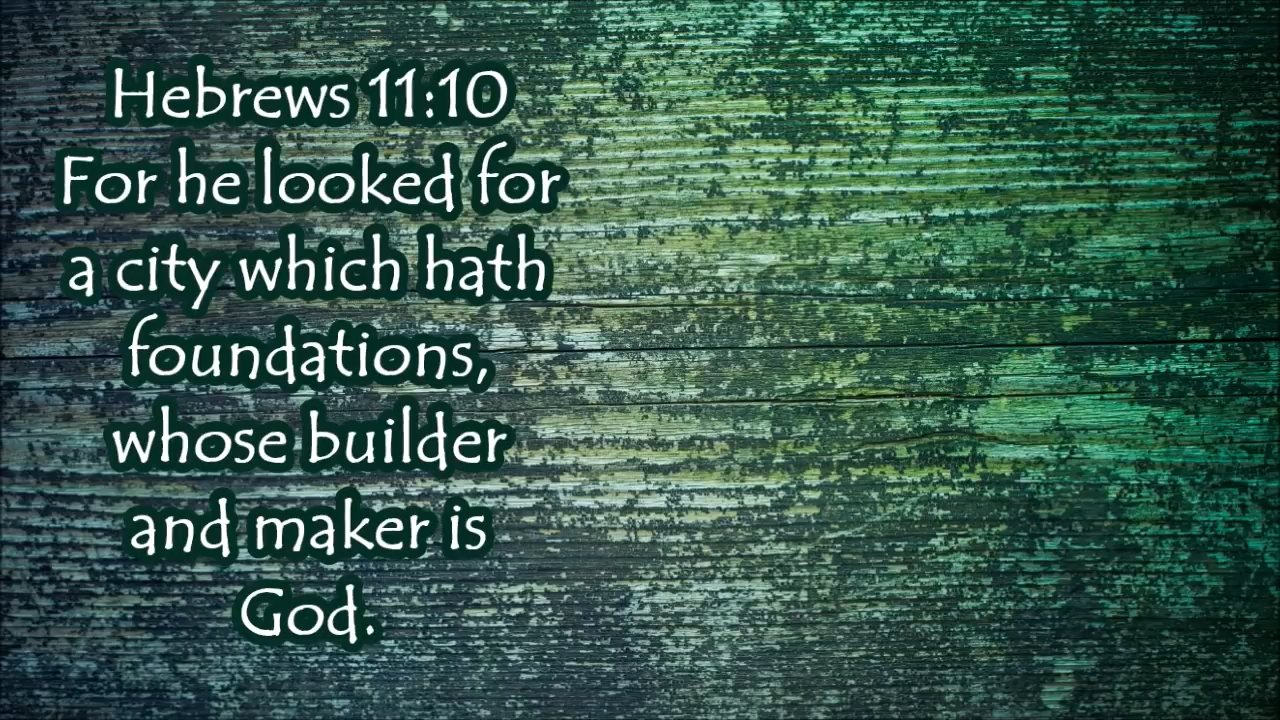 Hebrews 11:10
For he looked for
a city which hath
foundations,
whose builder
and maker is
God.